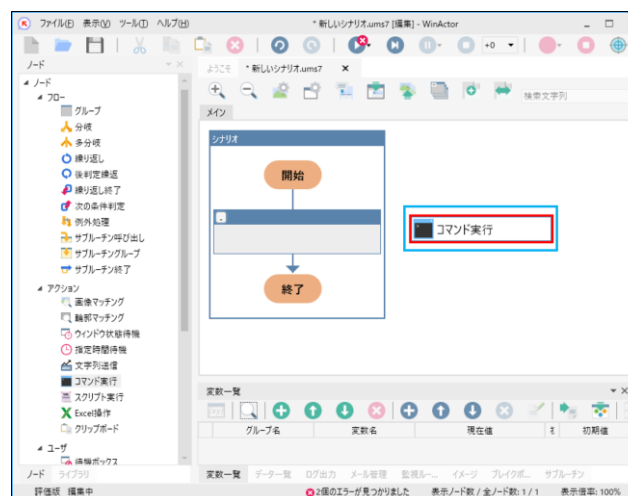 ファイル(F) 表示(V) ツール(T) ヘルプ(H)
* 新しいシナリオ.ums7 [編集] - WinActor
+0
ノード
ようこそ
* 新しいシナリオ.ums7
検索文字列
メイン
ノード
フロー
グループ
分岐
多分岐
繰り返し
後判定繰返
繰り返し終了
次の条件判定
例外処理
サブルーチン呼び出し
サブルーチングループ
サブルーチン終了
アクション
画像マッチング
輪郭マッチング
ウィンドウ状態待機
指定時間待機
文字列送信
コマンド実行
スクリプト実行
Excel操作
クリップボード
ユーザ
待機ボックス
シナリオ
開始
終了
コマンド実行
変数一覧
グループ名 変数名 現在値 初期値
ノード ライブラリ
変数一覧 データ一覧 ログ出力 メール管理 監視ルー... イメージ ブレイクポ... サブルーチン
評価版 編集中
2個のエラーが見つかりました 表示ノード数 / 全ノード数: 1 / 1 表示倍率: 100%